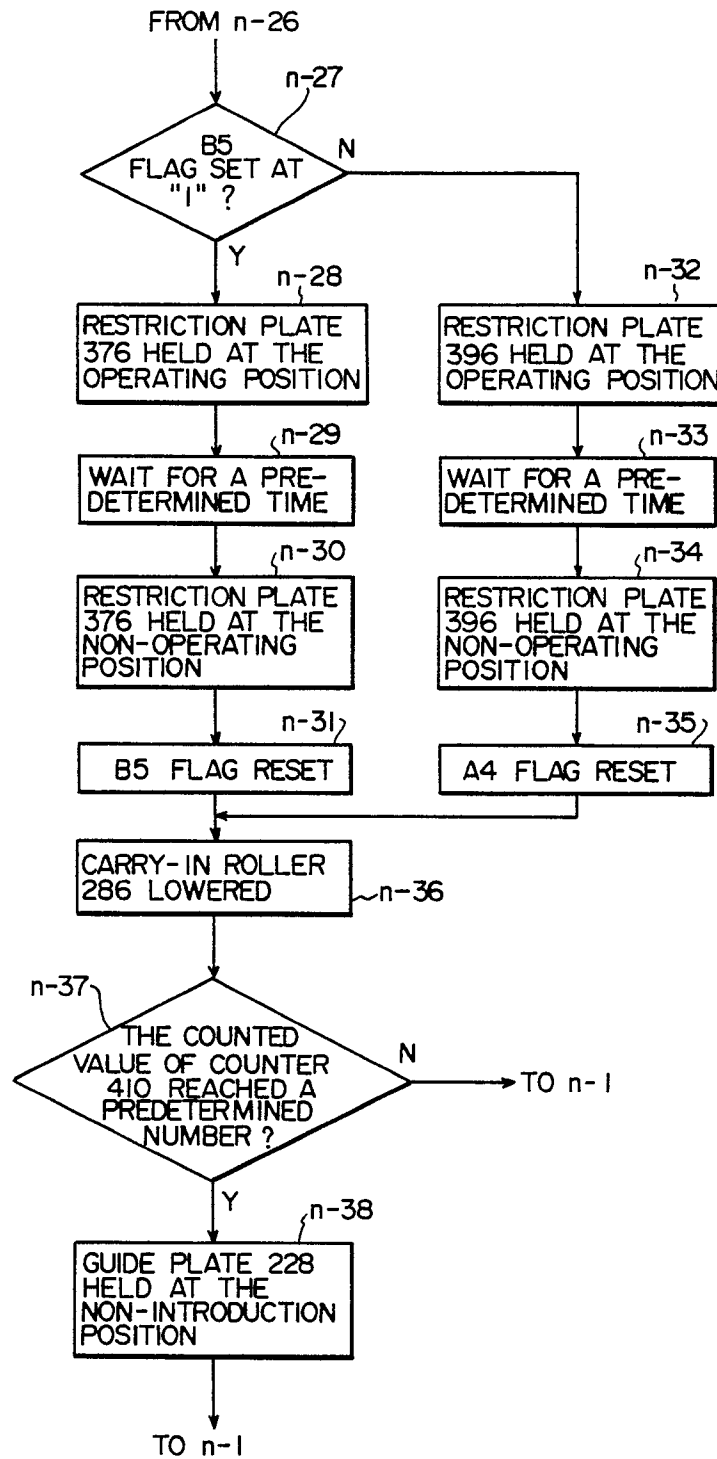 FROM n-26
n-27
B5
FLAG SET AT
"1" ?
N
Y
n-28
RESTRICTION PLATE
376 HELD AT THE
OPERATING POSITION
n-32
RESTRICTION PLATE
396 HELD AT THE
OPERATING POSITION
n-29
WAIT FOR A PRE-
DETERMINED TIME
n-33
WAIT FOR A PRE-
DETERMINED TIME
n-30
RESTRICTION PLATE
376 HELD AT THE
NON-OPERATING
POSITION
n-34
RESTRICTION PLATE
396 HELD AT THE
NON-OPERATING
POSITION
n-31
B5 FLAG RESET
n-35
A4 FLAG RESET
CARRY-IN ROLLER
286 LOWERED
n-36
n-37
THE COUNTED
VALUE OF COUNTER
410 REACHED A
PREDETERMINED
NUMBER ?
N
TO n-1
Y
n-38
GUIDE PLATE 228
HELD AT THE
NON-INTRODUCTION
POSITION
TO n-1